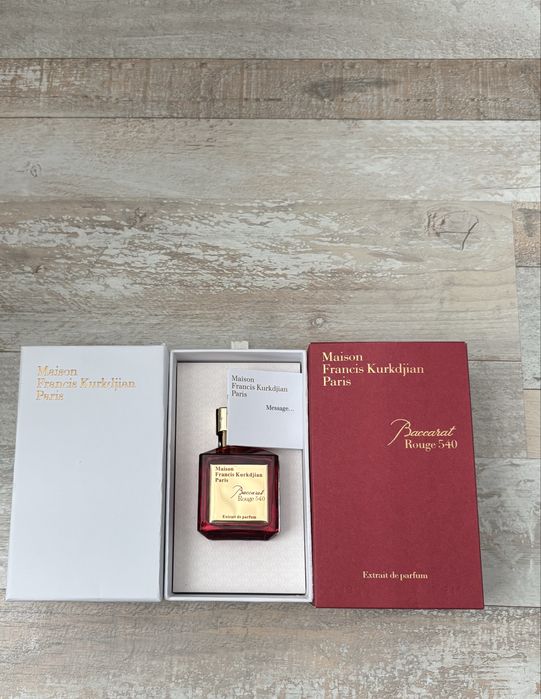 Maison
Francis Kurkdjian
Paris
Maison
Francis Kurkdjian
Paris
Message...
Maison
Francis Kurkdjian
Paris
Baccarat
Rouge 540
Extrait de parfum
Maison
Francis Kurkdjian
Paris
Baccarat
Rouge 540
Extrait de parfum